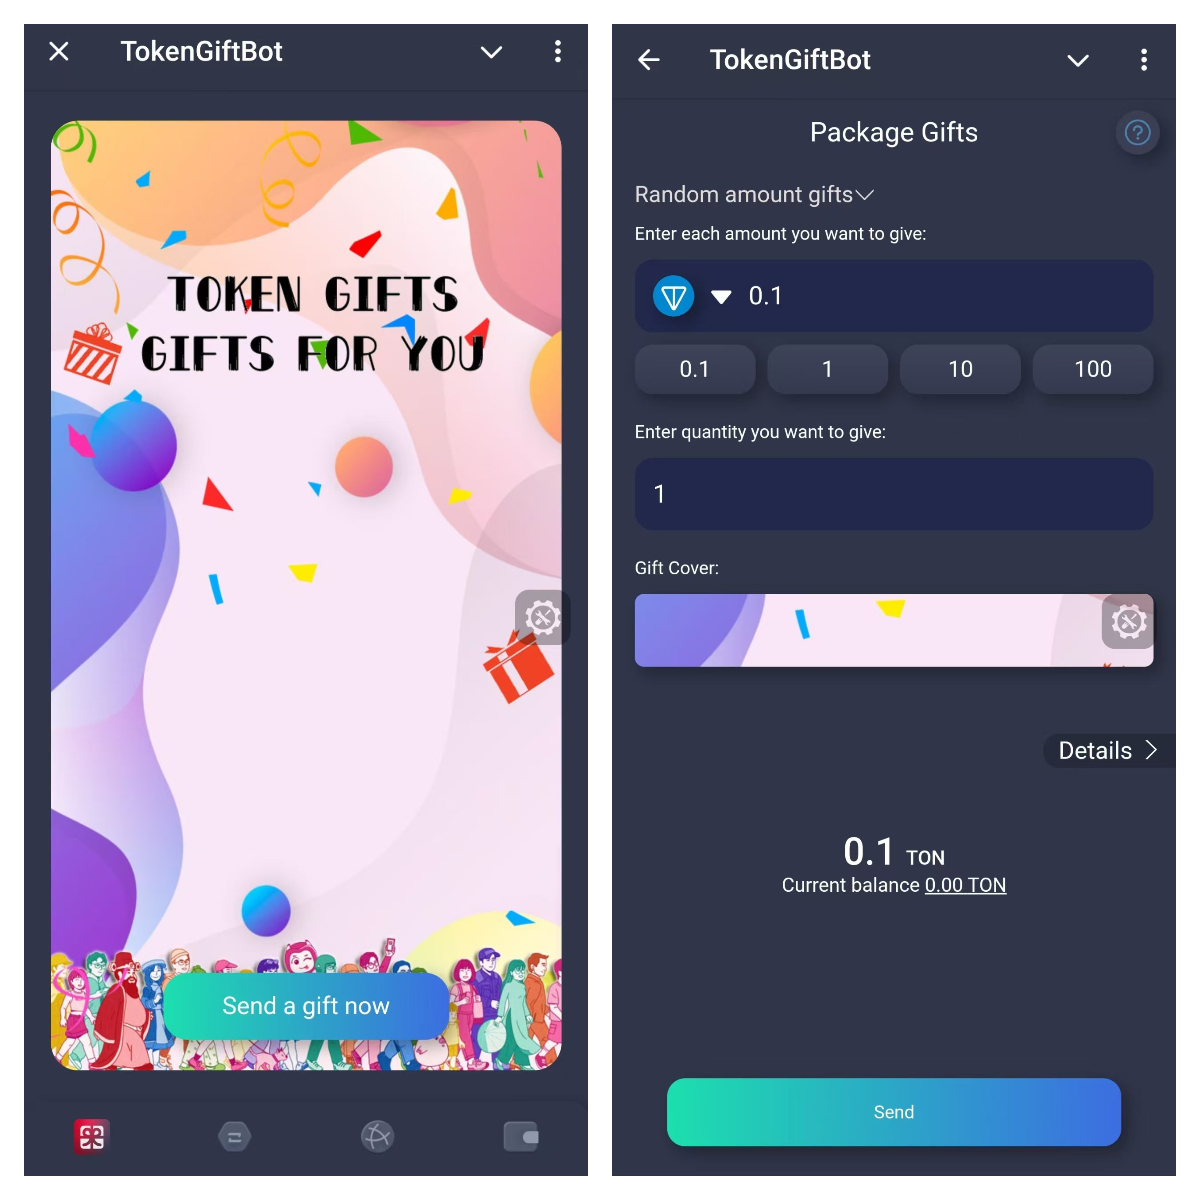 TokenGiftBot
TOKEN GIFTS
GIFTS FOR YOU
Send a gift now
TokenGiftBot
Package Gifts
?
Random amount gifts
Enter each amount you want to give:
0.1
0.1 1 10 100
Enter quantity you want to give:
1
Gift Cover:
Details
0.1 TON
Current balance 0.00 TON
Send